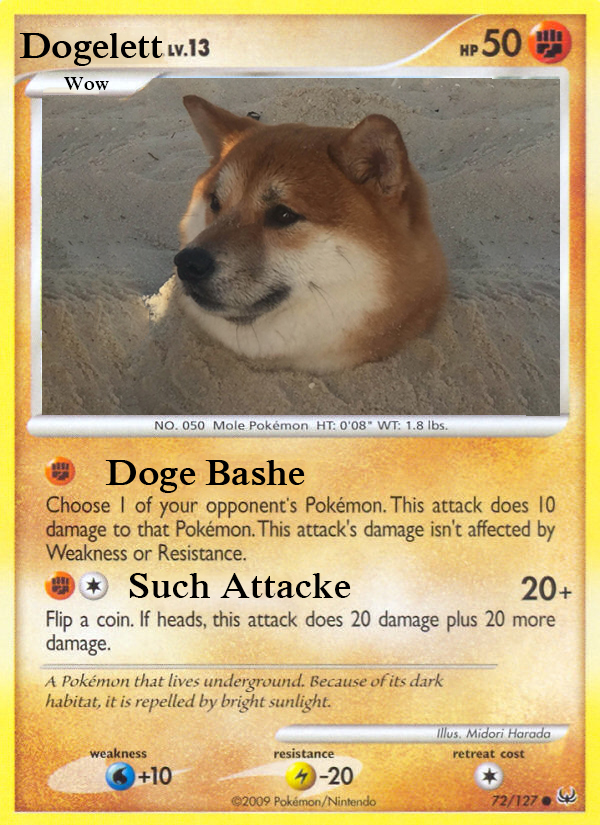 Dogelett LV.13 HP 50
Wow
NO. 050 Mole Pokémon HT: 0'08" WT: 1.8 lbs.
Doge Bashe
Choose 1 of your opponent's Pokémon. This attack does 10
damage to that Pokémon. This attack's damage isn't affected by
Weakness or Resistance.
Such Attacke 20+
Flip a coin. If heads, this attack does 20 damage plus 20 more
damage.
A Pokémon that lives underground. Because of its dark
habitat, it is repelled by bright sunlight.
Illus. Midori Harada
weakness resistance retreat cost
+10 -20
©2009 Pokémon/Nintendo 72/127